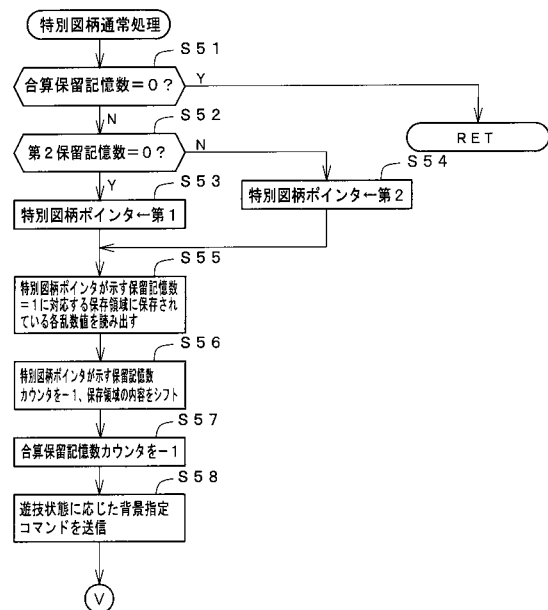 特別図柄通常処理
S51
合算保留記憶数=0?
Y
N
S52
RET
第2保留記憶数=0?
N
Y
S53
S54
特別図柄ポインタ←第1
特別図柄ポインタ←第2
S55
特別図柄ポインタが示す保留記憶数
=1に対応する保存領域に保存され
ている各乱数値を読み出す
S56
特別図柄ポインタが示す保留記憶数
カウンタを-1、保存領域の内容をシフト
S57
合算保留記憶数カウンタを-1
S58
遊技状態に応じた背景指定
コマンドを送信
V